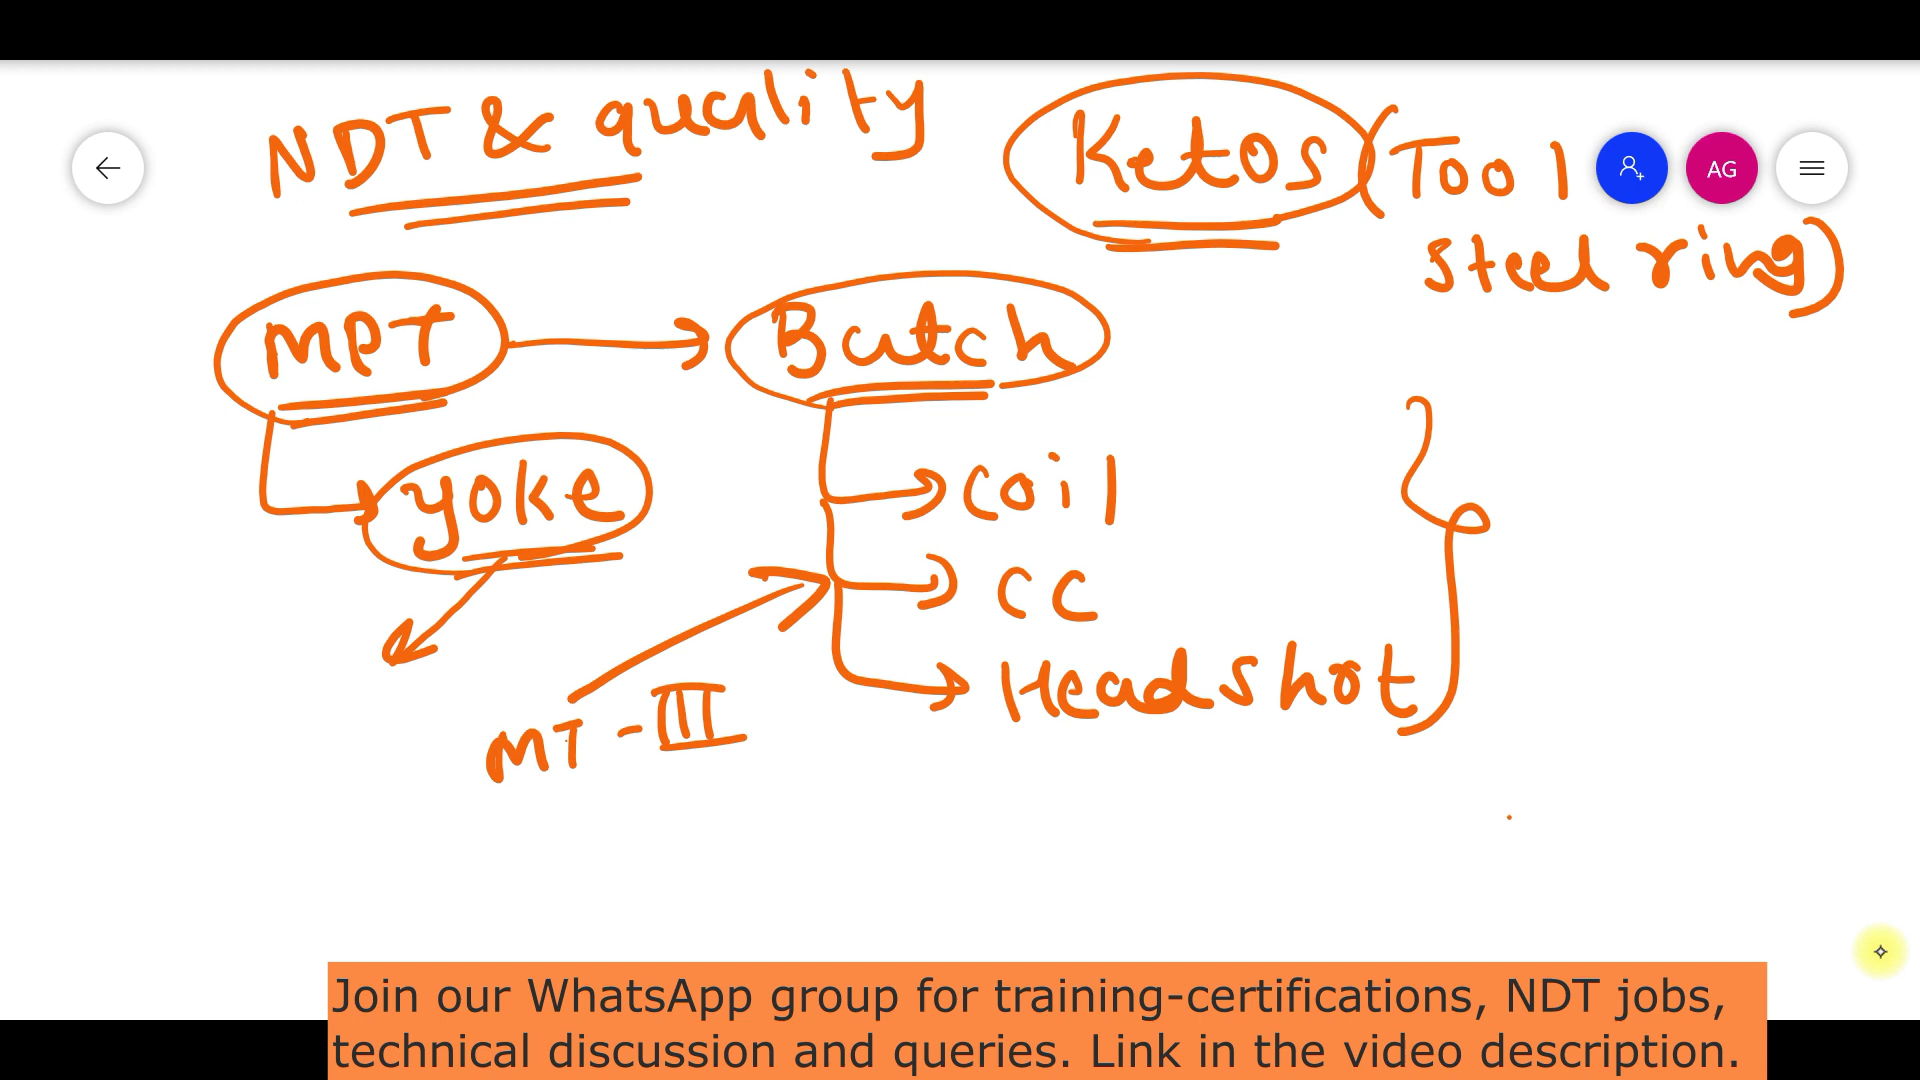 NDT & quality
Ketos (Tool
steel ring)
AG
MPT
Batch
yoke
coil
CC
Headshot
MT-III
Join our WhatsApp group for training-certifications, NDT jobs,
technical discussion and queries. Link in the video description.